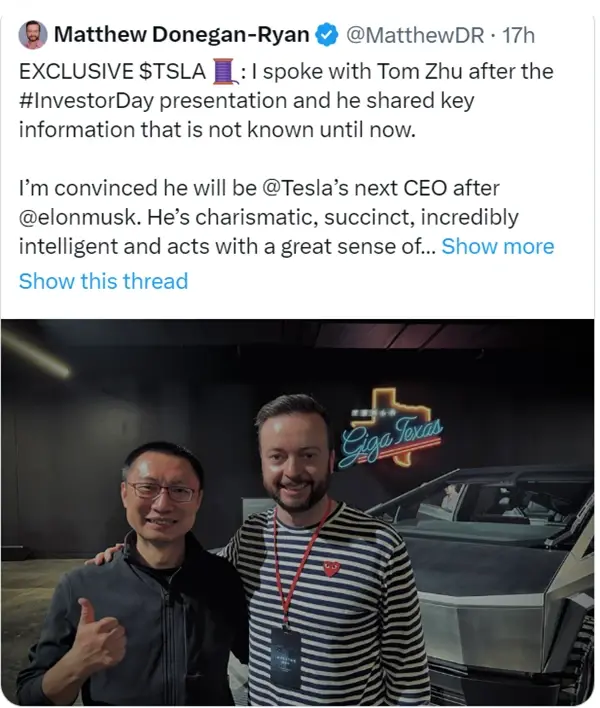 Matthew Donegan-Ryan @MatthewDR · 17h
EXCLUSIVE $TSLA 🧵: I spoke with Tom Zhu after the
#InvestorDay presentation and he shared key
information that is not known until now.
I’m convinced he will be @Tesla’s next CEO after
@elonmusk. He’s charismatic, succinct, incredibly
intelligent and acts with a great sense of... Show more
Show this thread
Giga Texas